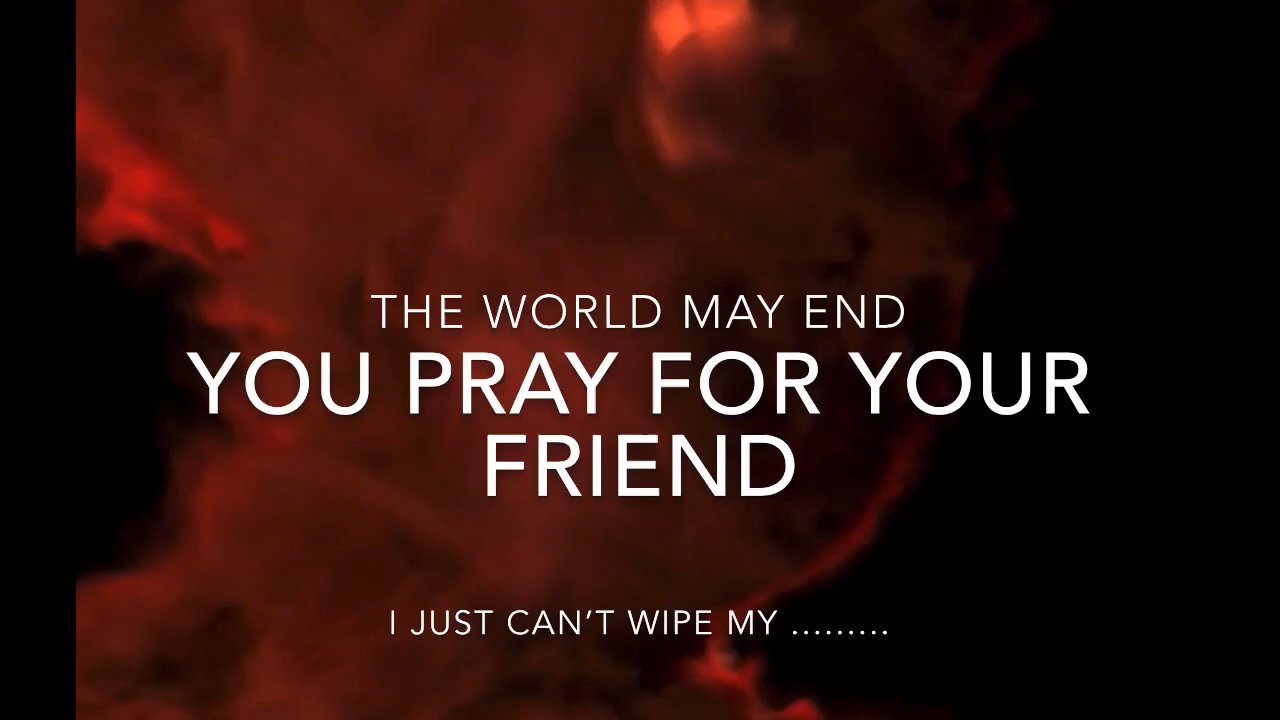 THE WORLD MAY END
YOU PRAY FOR YOUR
FRIEND
I JUST CAN’T WIPE MY .........